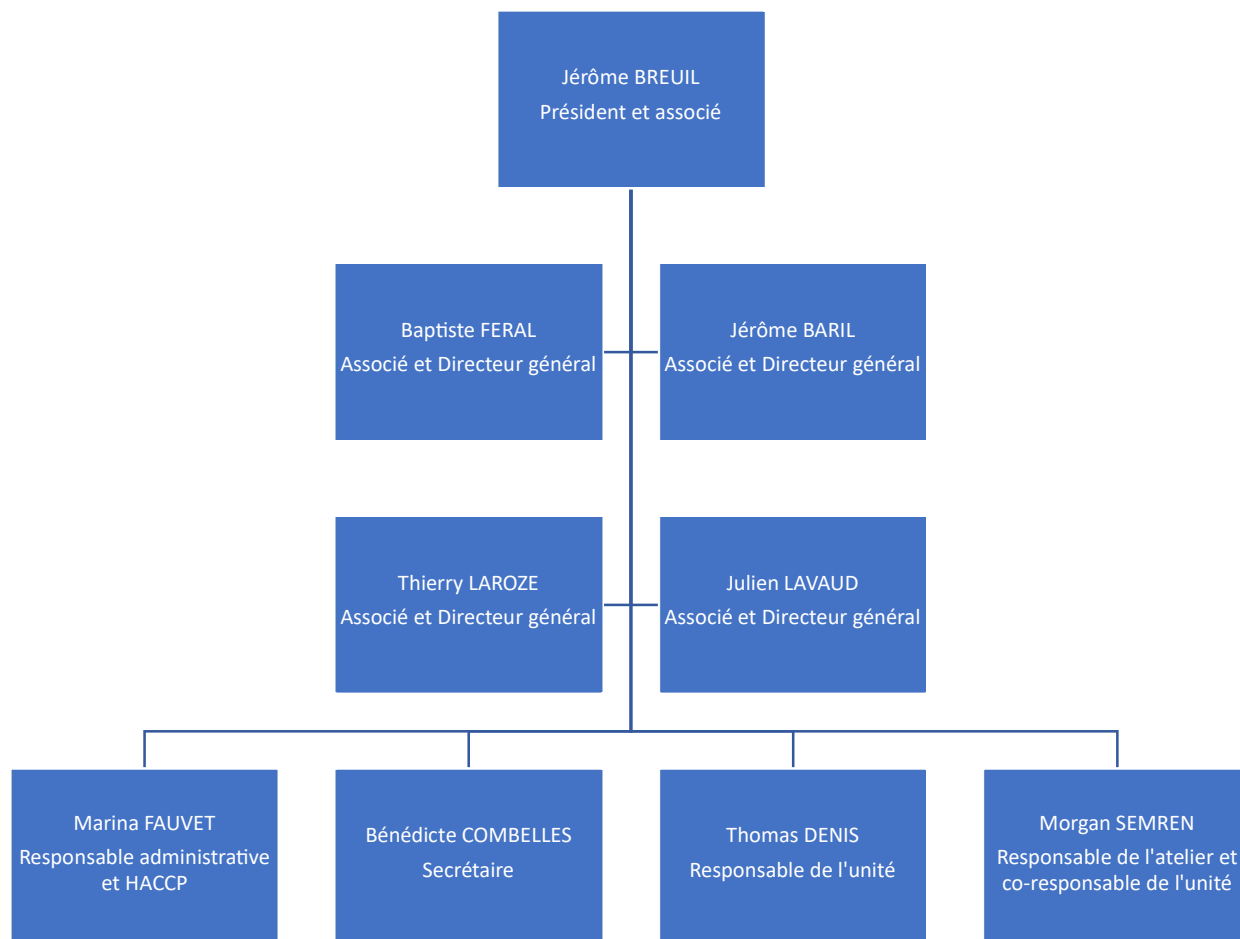 Jérôme BREUIL
Président et associé
Baptiste FERAL
Associé et Directeur général
Jérôme BARIL
Associé et Directeur général
Thierry LAROZE
Associé et Directeur général
Julien LAVAUD
Associé et Directeur général
Marina FAUVET
Responsable administrative
et HACCP
Bénédicte COMBELLES
Secrétaire
Thomas DENIS
Responsable de l'unité
Morgan SEMREN
Responsable de l'atelier et
co-responsable de l'unité